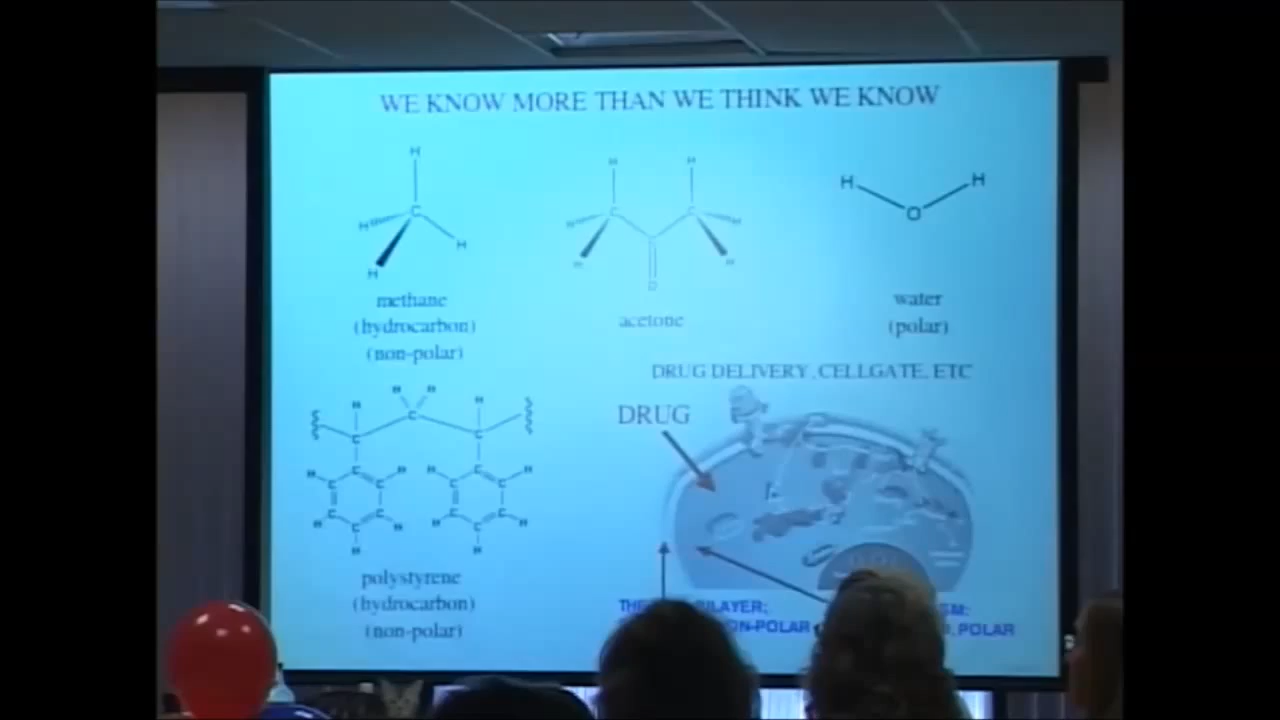 WE KNOW MORE THAN WE THINK WE KNOW
H
H C
H
H
methane
(hydrocarbon)
(non-polar)
H H
H C C H
H C H
O
acetone
H H
O
water
(polar)
H H
H H
C
C C
H C H H C H
C C C C
C C C C
H C H H C H
H H
polystyrene
(hydrocarbon)
(non-polar)
DRUG DELIVERY, CELLGATE, ETC
DRUG
THE BILAYER;
POLAR
POLAR